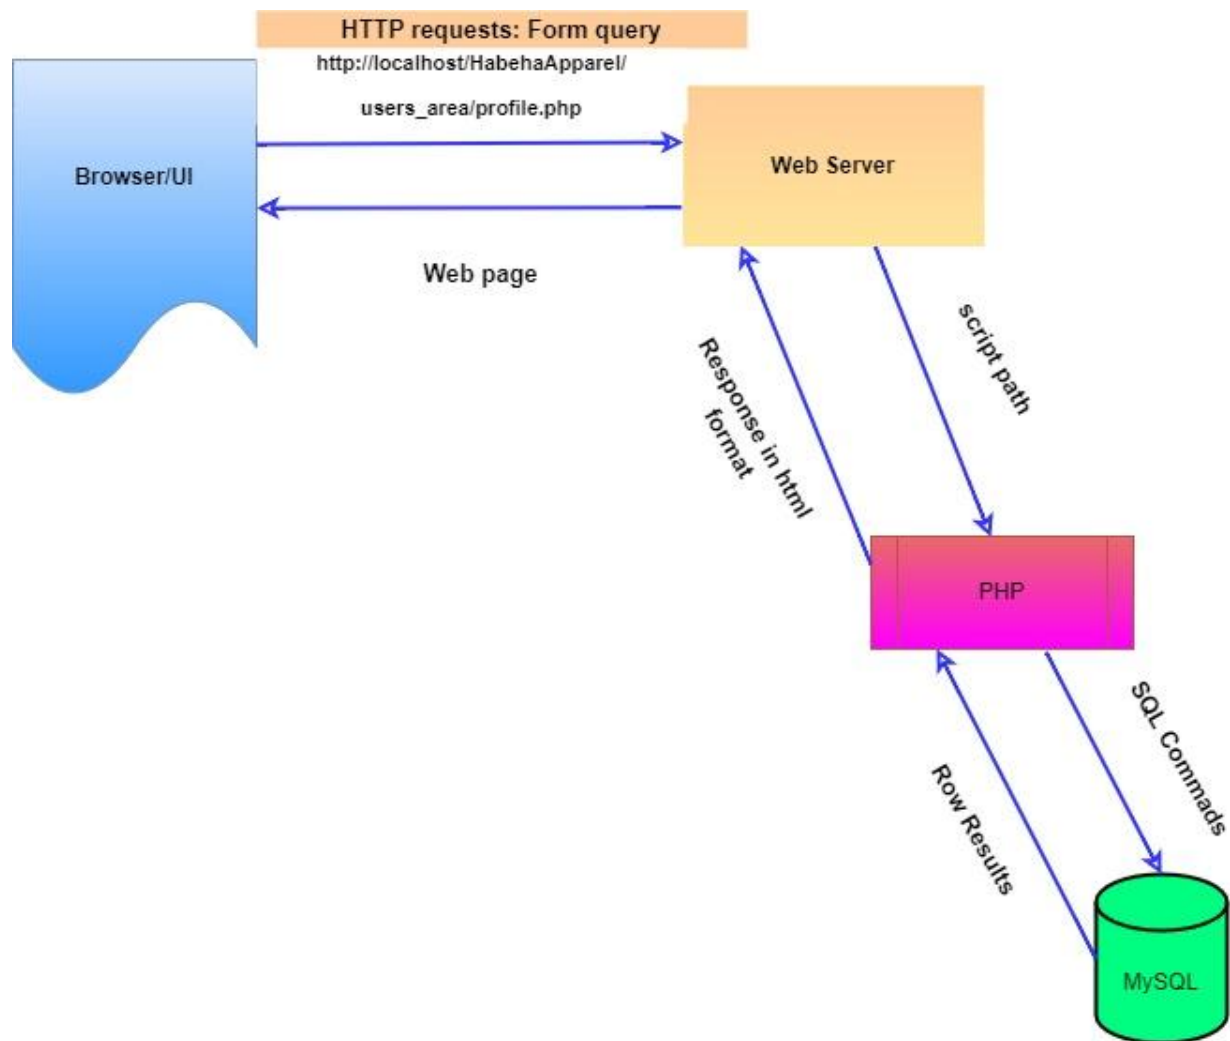 HTTP requests: Form query
http://localhost/HabehaApparel/
users_area/profile.php
Browser/UI
Web Server
Web page
script path
Response in html
format
PHP
SQL Commads
Row Results
MySQL